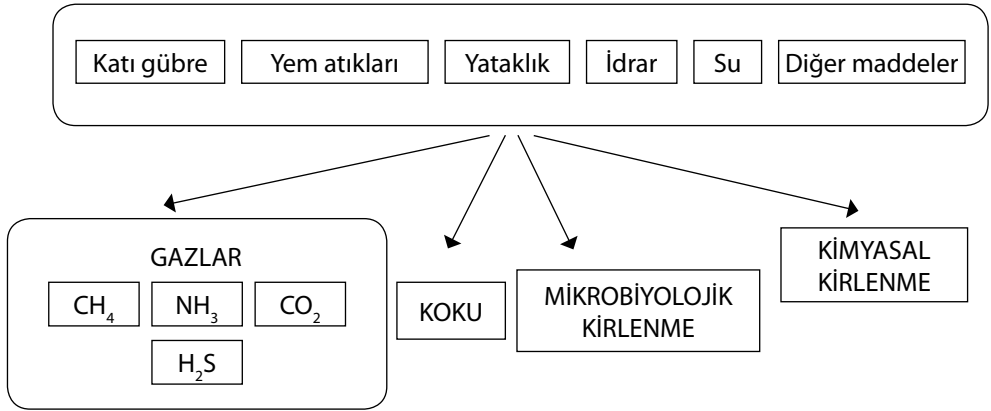 Katı gübre
Yem atıkları
Yataklık
İdrar
Su
Diğer maddeler
GAZLAR
CH₄
NH₃
CO₂
H₂S
KOKU
MİKROBİYOLOJİK
KİRLENME
KİMYASAL
KİRLENME